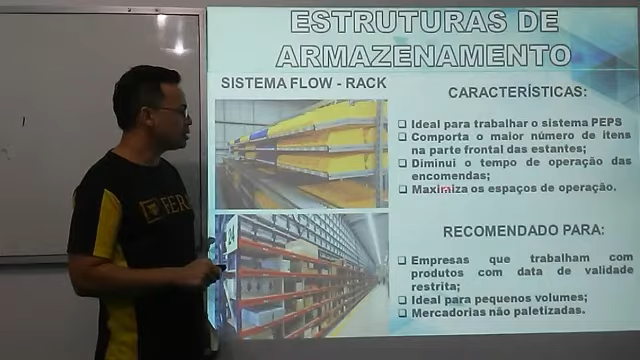 ESTRUTURAS DE
ARMAZENAMENTO
SISTEMA FLOW - RACK
CARACTERÍSTICAS:
Ideal para trabalhar o sistema PEPS
Comporta o maior número de itens
na parte frontal das estantes;
Diminui o tempo de operação das
encomendas;
Maximiza os espaços de operação.
RECOMENDADO PARA:
Empresas que trabalham com
produtos com data de validade
restrita;
Ideal para pequenos volumes;
Mercadorias não paletizadas.